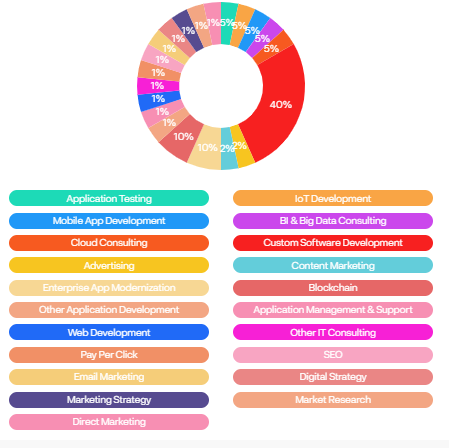 1% 1% 1% 5% 5% 5%
1% 5%
1% 5%
1%
1%
1%
1%
40%
1%
1%
10%
10% 2% 2%
Application Testing
IoT Development
Mobile App Development
BI & Big Data Consulting
Cloud Consulting
Custom Software Development
Advertising
Content Marketing
Enterprise App Modernization
Blockchain
Other Application Development
Application Management & Support
Web Development
Other IT Consulting
Pay Per Click
SEO
Email Marketing
Digital Strategy
Marketing Strategy
Market Research
Direct Marketing